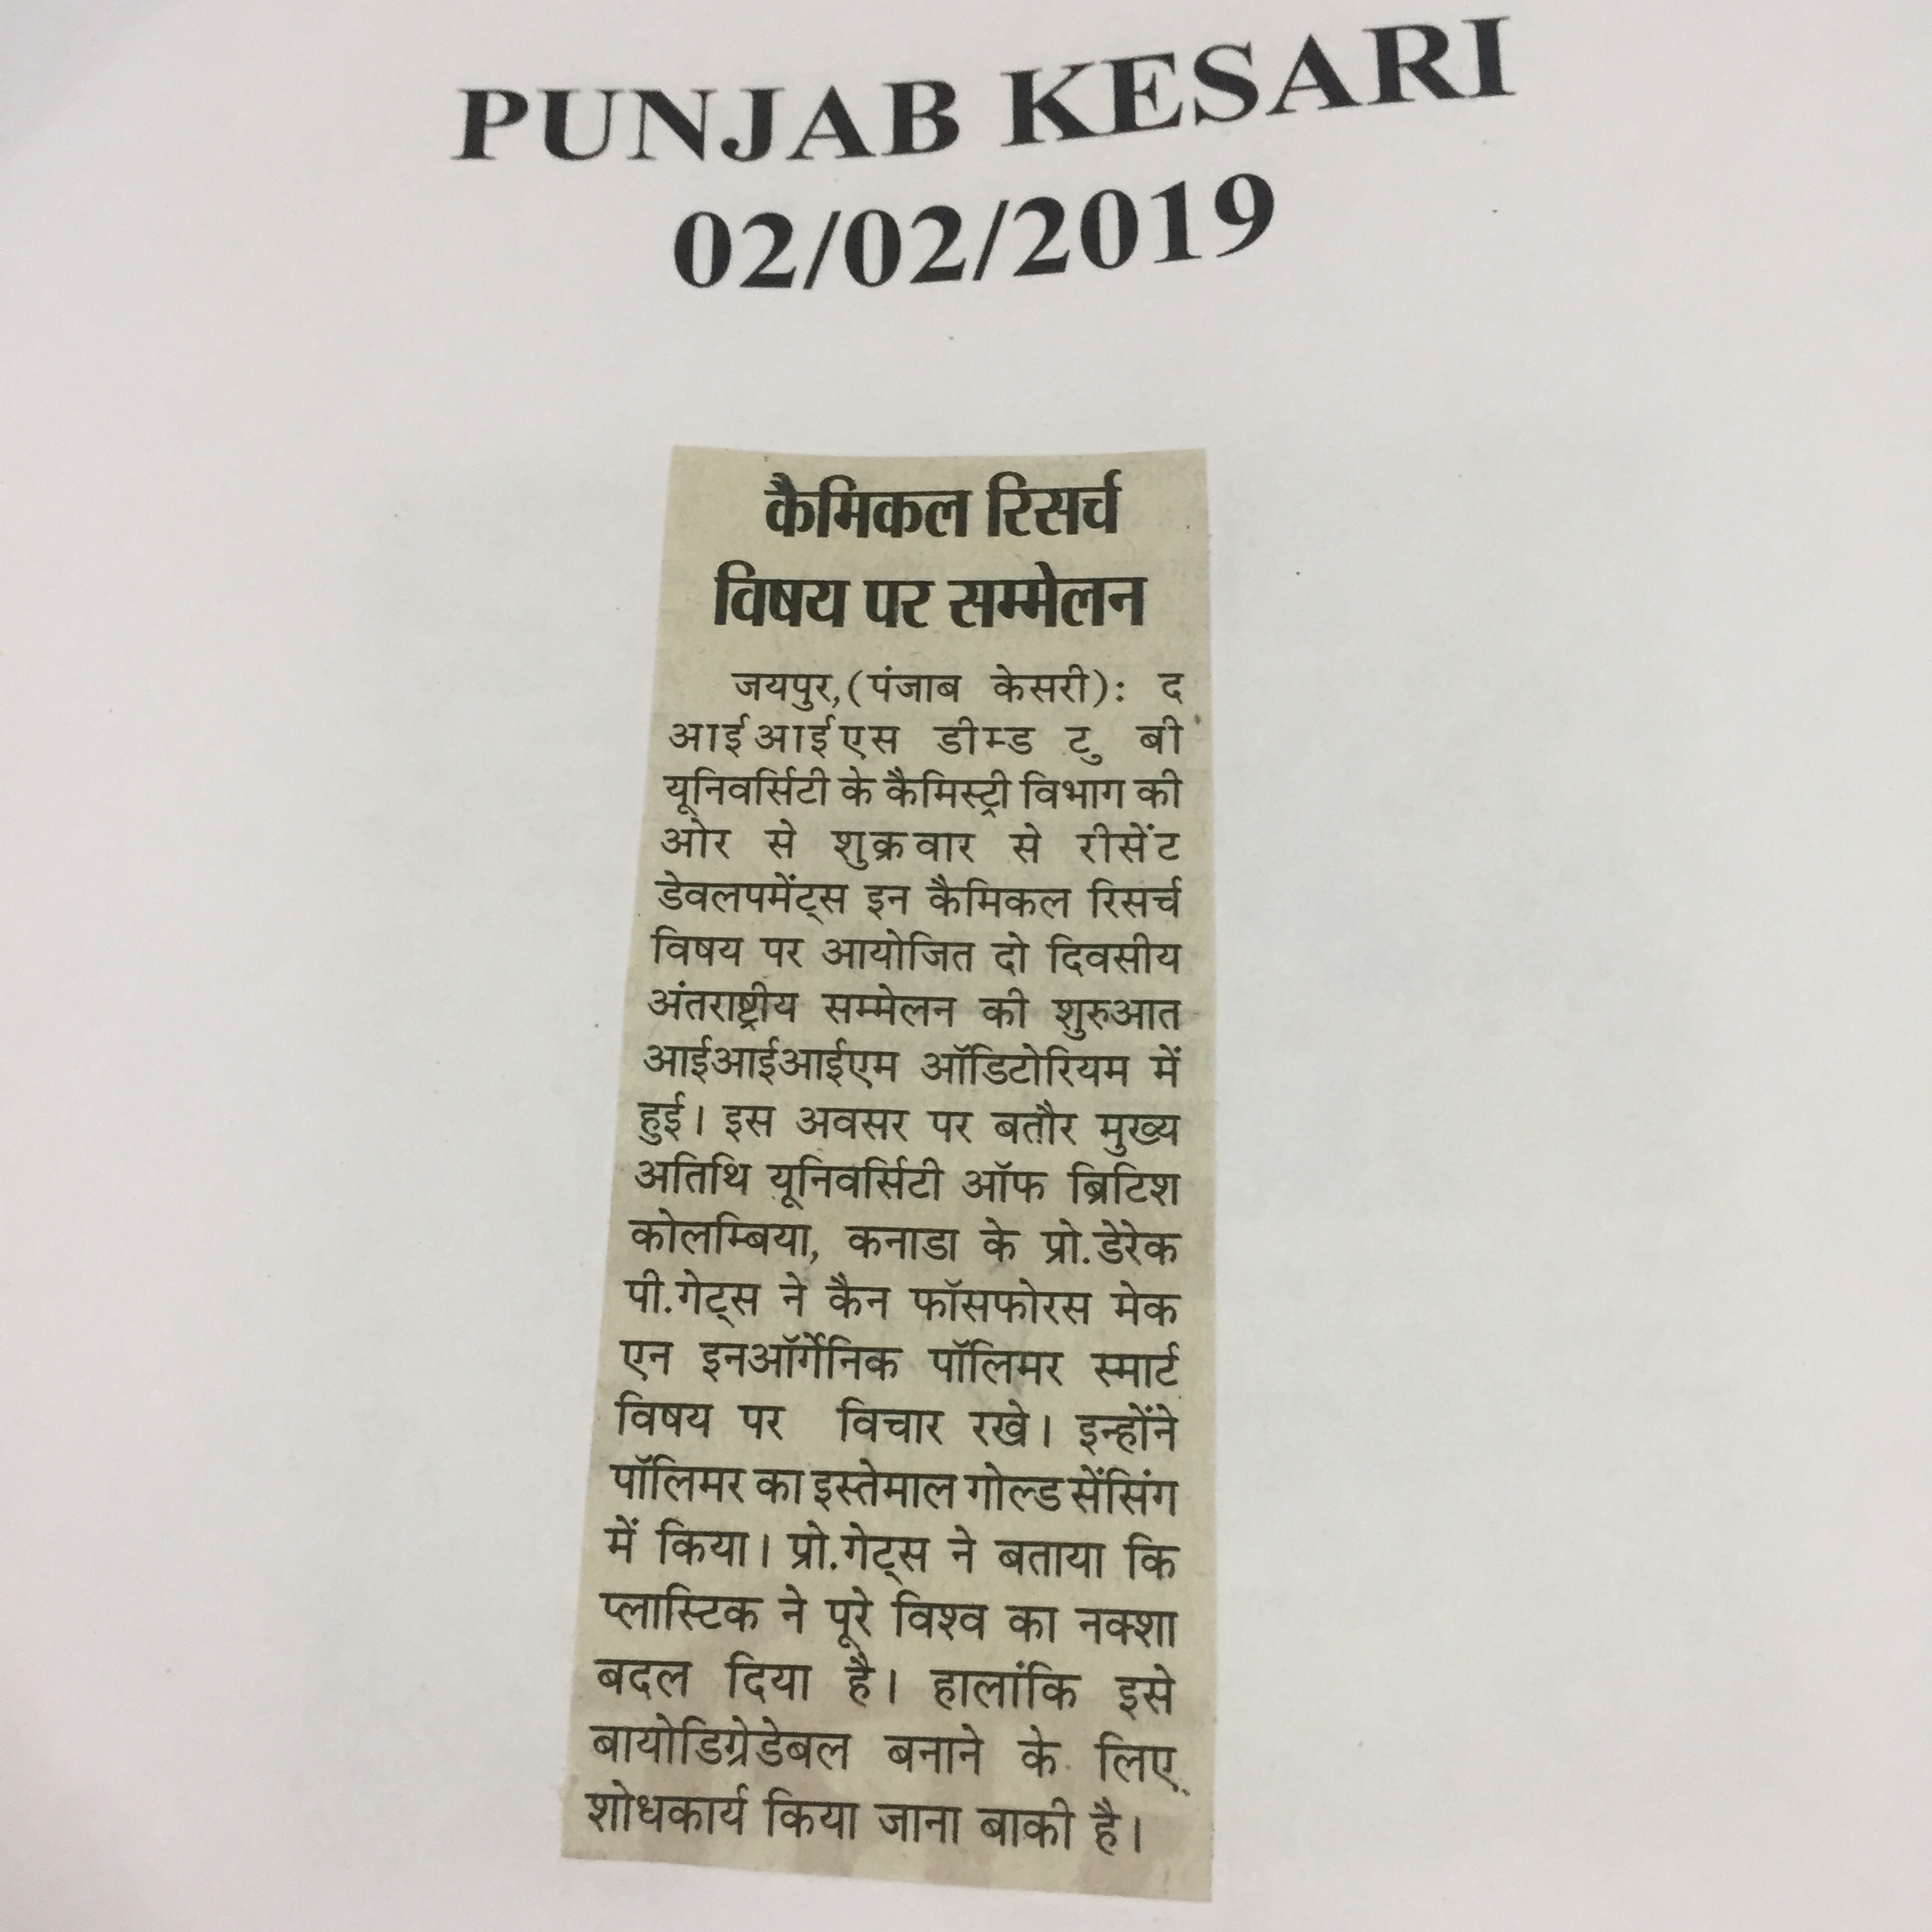 PUNJAB KESARI
02/02/2019
कैमिकल रिसर्च
विषय पर सम्मेलन
जयपुर,(पंजाब केसरी): द
आईआईएस डीम्ड टु बी
यूनिवर्सिटी के कैमिस्ट्री विभाग की
ओर से शुक्रवार से रीसेंट
डेवलपमेंट्स इन कैमिकल रिसर्च
विषय पर आयोजित दो दिवसीय
अंतराष्ट्रीय सम्मेलन की शुरुआत
आईआईआईएम ऑडिटोरियम में
हुई। इस अवसर पर बतौर मुख्य
अतिथि यूनिवर्सिटी ऑफ ब्रिटिश
कोलम्बिया, कनाडा के प्रो.डेरेक
पी.गेट्स ने कैन फॉसफोरस मेक
एन इनऑर्गेनिक पॉलिमर स्मार्ट
विषय पर विचार रखे। इन्होंने
पॉलिमर का इस्तेमाल गोल्ड सेंसिंग
में किया। प्रो.गेट्स ने बताया कि
प्लास्टिक ने पूरे विश्व का नक्शा
बदल दिया है। हालांकि इसे
बायोडिग्रेडेबल बनाने के लिए
शोधकार्य किया जाना बाकी है।